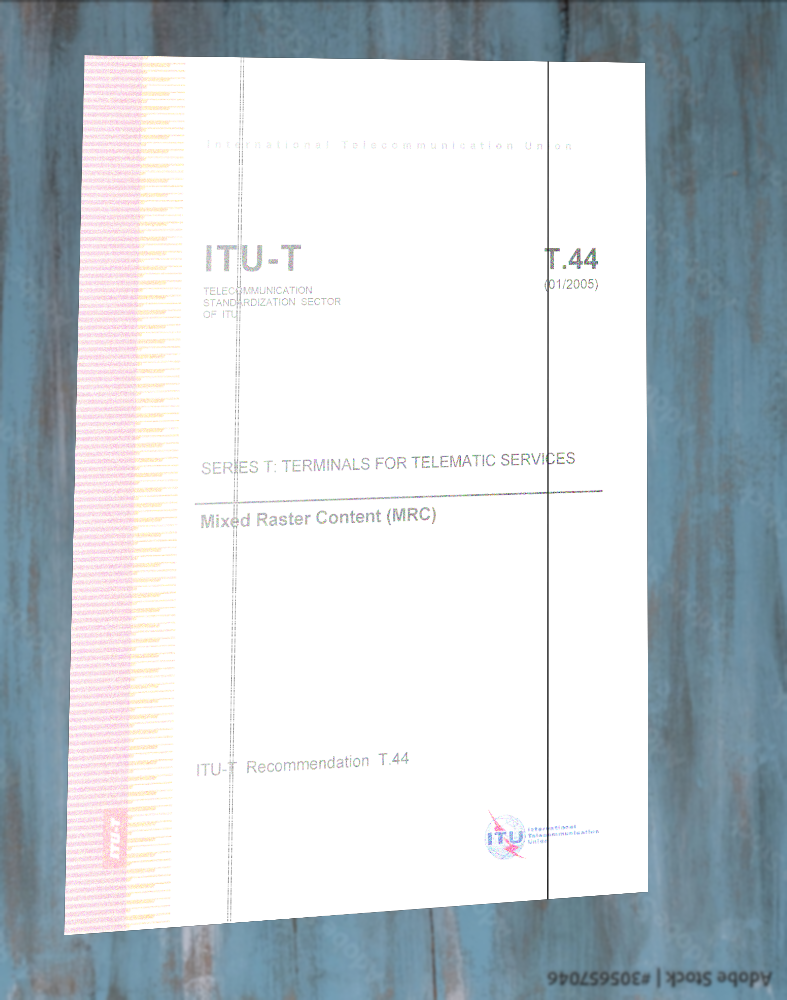 International Telecommunication Union
ITU-T
T.44
TELECOMMUNICATION
STANDARDIZATION SECTOR
OF ITU
(01/2005)
SERIES T: TERMINALS FOR TELEMATIC SERVICES
Mixed Raster Content (MRC)
ITU-T Recommendation T.44
ITU-T
ITU
International
Telecommunication
Union
Adobe Stock | #305657046